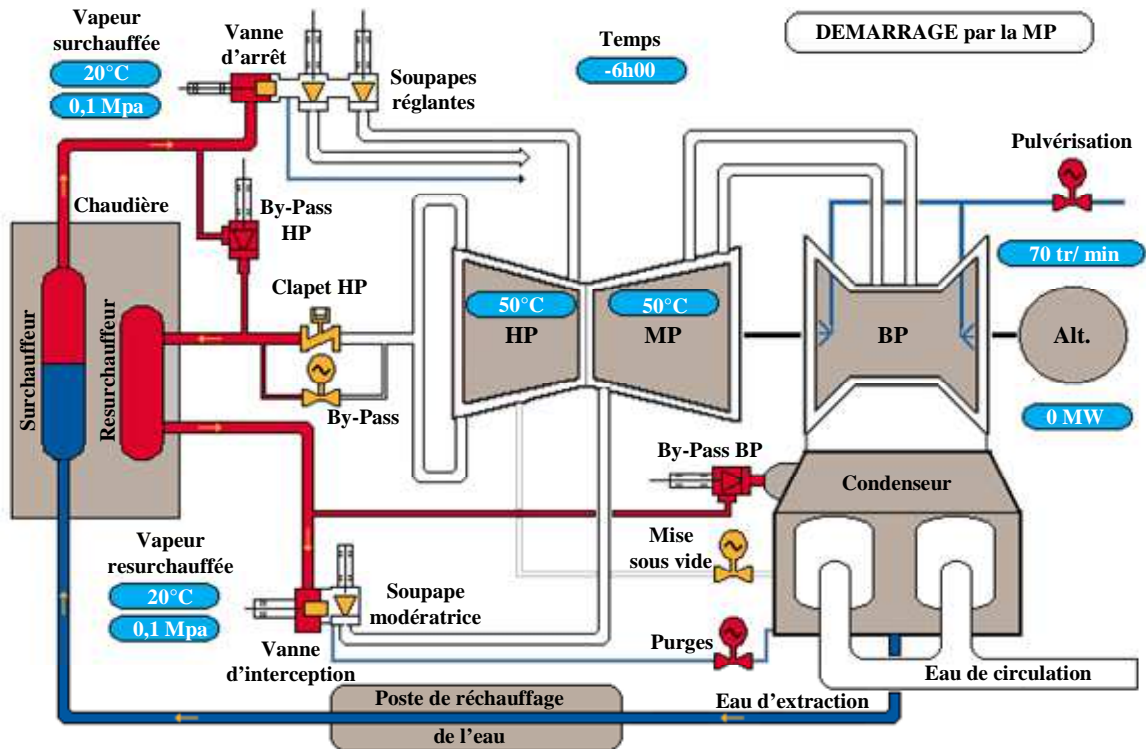 Vapeur
surchauffée
20°C
0,1 Mpa
Vanne
d'arrêt
Soupapes
réglantes
Temps
-6h00
DEMARRAGE par la MP
Pulvérisation
70 tr/ min
Chaudière
By-Pass
HP
Clapet HP
By-Pass
Surchauffeur
Resurchauffeur
50°C
HP
50°C
MP
BP
Alt.
0 MW
By-Pass BP
Condenseur
Mise
sous vide
Vapeur
resurchauffée
20°C
0,1 Mpa
Soupape
modératrice
Vanne
d'interception
Purges
Eau de circulation
Eau d'extraction
Poste de réchauffage
de l'eau